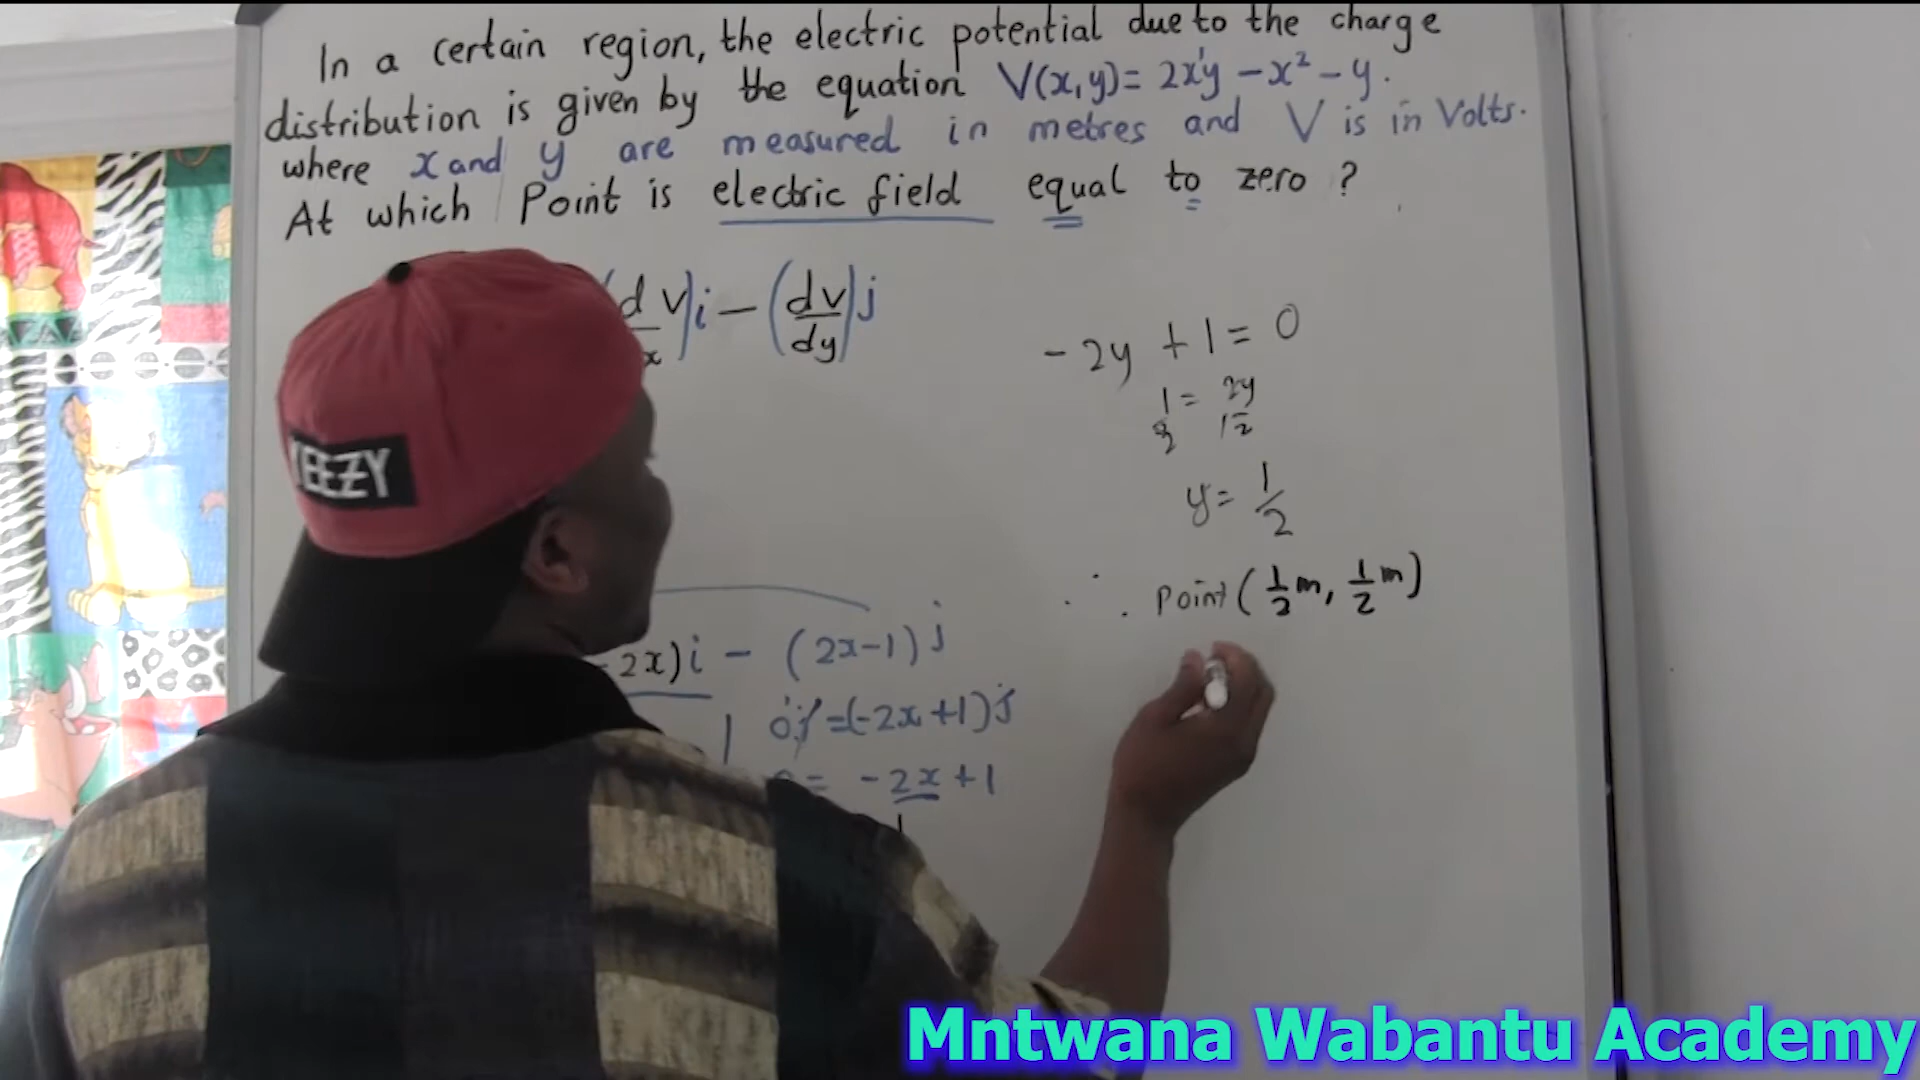 In a certain region, the electric potential due to the charge
distribution is given by the equation V(x,y)= 2x¹y - x² - y.
where x and y are measured in metres and V is in Volts.
At which Point is electric field equal to zero ?
(d V)i - (dv/dy)j
x
2x)i - (2x-1)j
0j =(-2x+1)j
= -2x+1
-2y +1 = 0
1 = 2y
y= 1/2
∴ Point (1/2 m, 1/2 m)
YEEZY
Mntwana Wabantu Academy